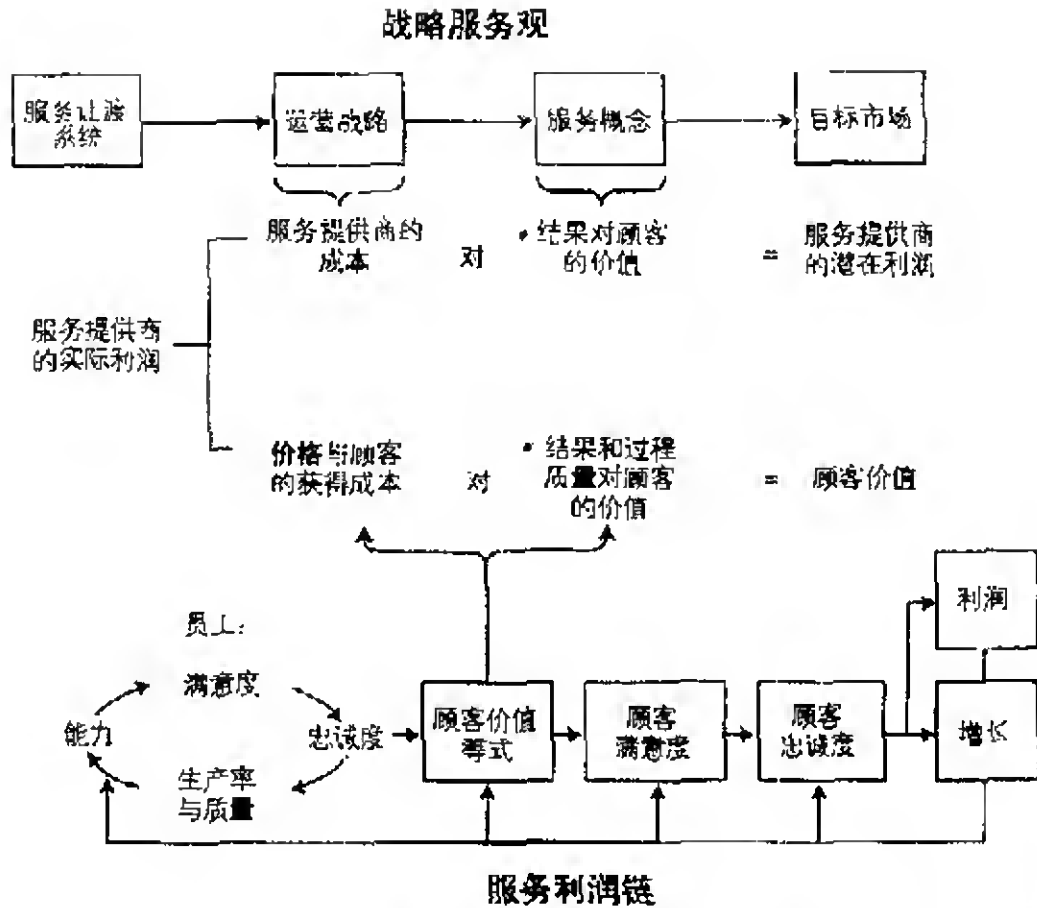 战略服务观
服务让渡
系统
运营战略
服务概念
目标市场
服务提供商的
成本
对
• 结果对顾客
的价值
=
服务提供商
的潜在利润
服务提供商
的实际利润
价格与顾客
的获得成本
对
• 结果和过程
质量对顾客
的价值
=
顾客价值
利润
员工:
满意度
能力
忠诚度
生产率
与质量
顾客价值
等式
顾客
满意度
顾客
忠诚度
增长
服务利润链